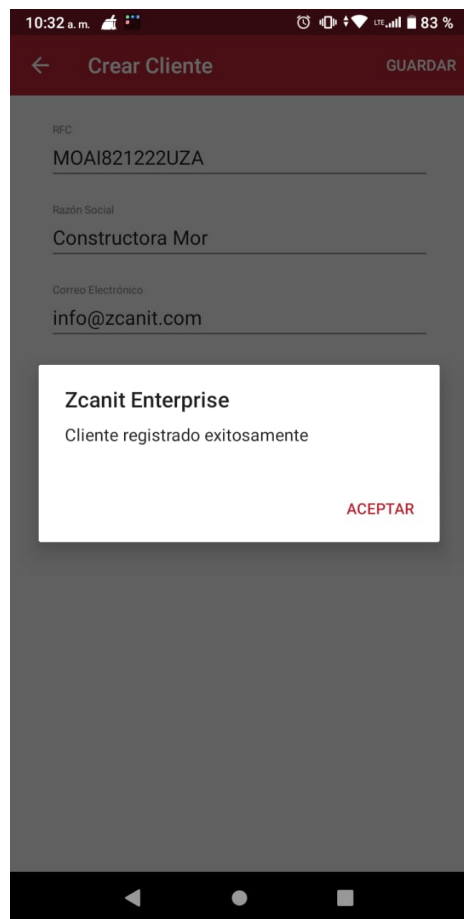 10:32 a. m. LTE 83 %
Crear Cliente GUARDAR
RFC
MOAI821222UZA
Razón Social
Constructora Mor
Correo Electrónico
info@zcanit.com
Zcanit Enterprise
Cliente registrado exitosamente
ACEPTAR